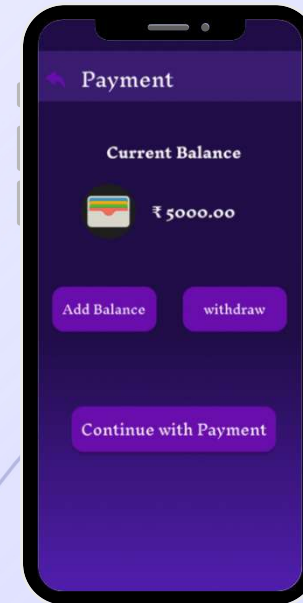 Payment
Current Balance
₹ 5000.00
Add Balance
withdraw
Continue with Payment